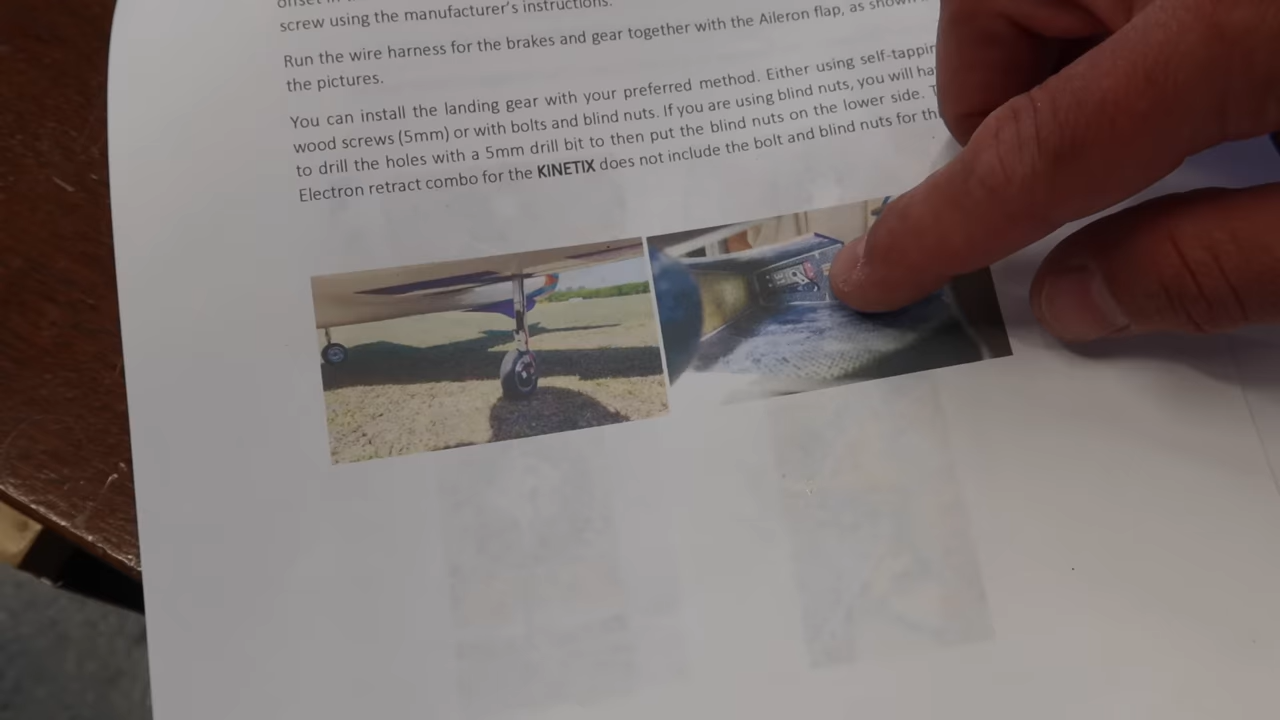 screw using the manufacturer's instructions.
Run the wire harness for the brakes and gear together with the Aileron flap, as shown
the pictures.
You can install the landing gear with your preferred method. Either using
wood screws (5mm) or with bolts and blind nuts. If you are using blind nuts, you will
to drill the holes with a 5mm drill bit to then put the blind nuts on the lower side.
Electron retract combo for the KINETIX does not include the bolt and blind nuts for